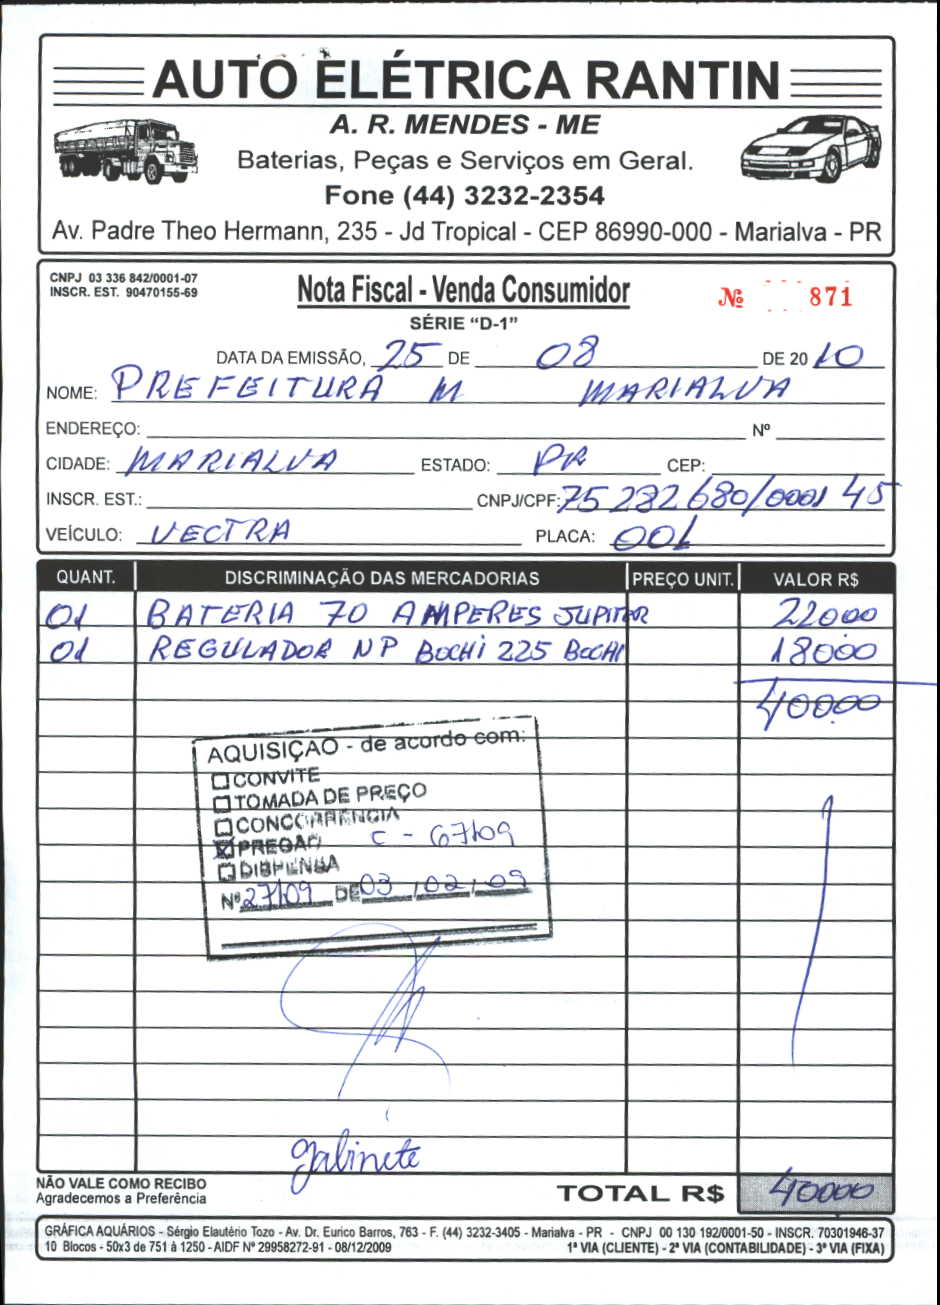 AUTO ELÉTRICA RANTIN
A. R. MENDES - ME
Baterias, Peças e Serviços em Geral.
Fone (44) 3232-2354
Av. Padre Theo Hermann, 235 - Jd Tropical - CEP 86990-000 - Marialva - PR
CNPJ 03 336 842/0001-07
INSCR. EST. 90470155-69
Nota Fiscal - Venda Consumidor
Nº 871
SÉRIE "D-1"
DATA DA EMISSÃO, 25 DE 08 DE 2010
NOME: PREFEITURA M MARIALVA
ENDEREÇO: Nº
CIDADE: MARIALVA ESTADO: PR CEP:
INSCR. EST.: CNPJ/CPF: 75 282 680/0001 45
VEÍCULO: VECTRA PLACA: 001
QUANT. DISCRIMINAÇÃO DAS MERCADORIAS PREÇO UNIT. VALOR R$
01 BATERIA 70 AMPERES JUPITER 22000
01 REGULADOR NP BOCHI 225 BOCHI 18000
40000
AQUISIÇÃO - de acordo com:
CONVITE
TOMADA DE PREÇO
CONCORRÊNCIA
PREGÃO C - 67/09
DISPENSA
Nº 27/09 DE 03/02/09
Gabinete
NÃO VALE COMO RECIBO
Agradecemos a Preferência
TOTAL R$ 40000
GRÁFICA AQUÁRIOS - Sérgio Elautério Tozo - Av. Dr. Eurico Barros, 763 - F. (44) 3232-3405 - Marialva - PR - CNPJ 00 130 192/0001-50 - INSCR. 70301946-37
10 Blocos - 50x3 de 751 à 1250 - AIDF Nº 29958272-91 - 08/12/2009 1ª VIA (CLIENTE) - 2ª VIA (CONTABILIDADE) - 3ª VIA (FIXA)